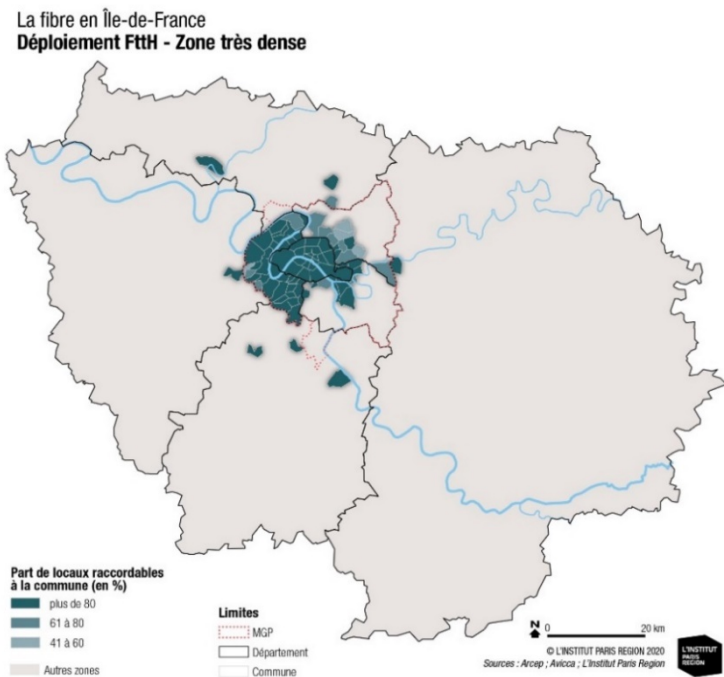 La fibre en Île-de-France
Déploiement FttH - Zone très dense
Part de locaux raccordables
à la commune (en %)
plus de 80
61 à 80
41 à 60
Autres zones
Limites
MGP
Département
Commune
N
0
20 km
© L'INSTITUT PARIS REGION 2020
Sources : Arcep ; Avicca ; L'Institut Paris Region
L'INSTITUT
PARIS
REGION